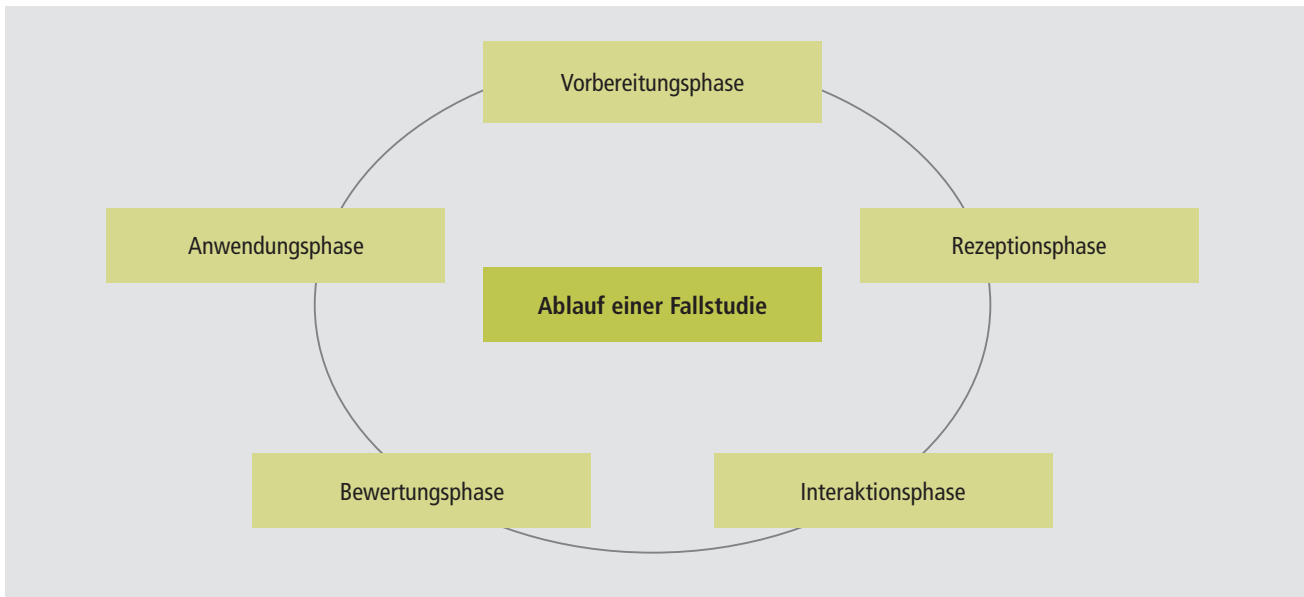 Vorbereitungsphase
Anwendungsphase
Rezeptionsphase
Ablauf einer Fallstudie
Bewertungsphase
Interaktionsphase